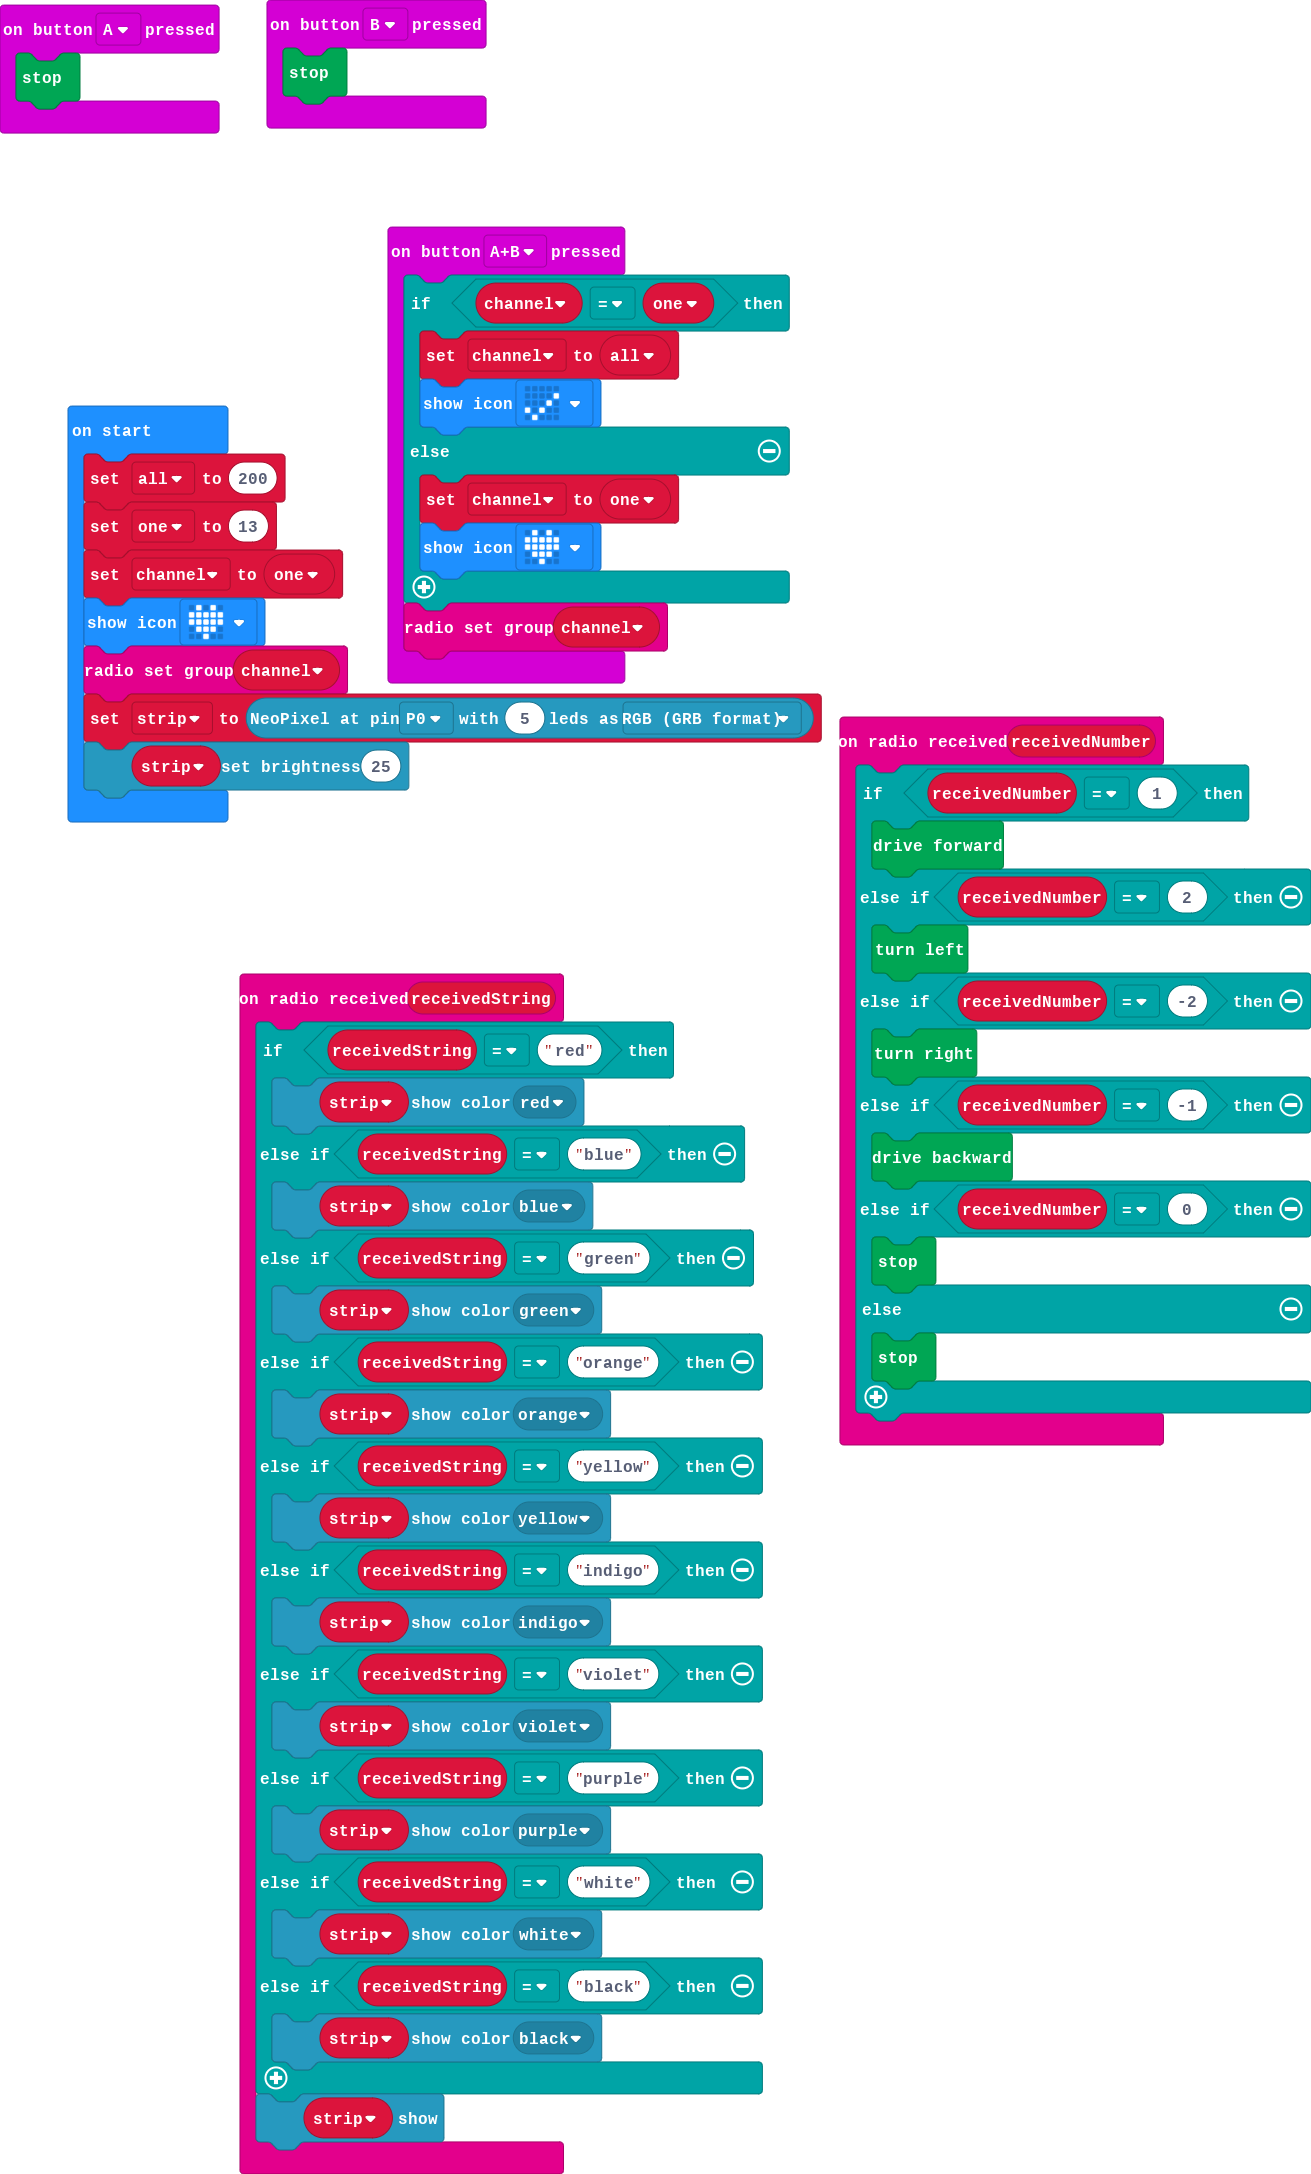 on button A pressed
stop
on button B pressed
stop
on button A+B pressed
if channel = one then
set channel to all
show icon
else
set channel to one
show icon
radio set group channel
on start
set all to 200
set one to 13
set channel to one
show icon
radio set group channel
set strip to NeoPixel at pin P0 with 5 leds as RGB (GRB format)
strip set brightness 25
on radio received receivedNumber
if receivedNumber = 1 then
drive forward
else if receivedNumber = 2 then
turn left
else if receivedNumber = -2 then
turn right
else if receivedNumber = -1 then
drive backward
else if receivedNumber = 0 then
stop
else
stop
on radio received receivedString
if receivedString = "red" then
strip show color red
else if receivedString = "blue" then
strip show color blue
else if receivedString = "green" then
strip show color green
else if receivedString = "orange" then
strip show color orange
else if receivedString = "yellow" then
strip show color yellow
else if receivedString = "indigo" then
strip show color indigo
else if receivedString = "violet" then
strip show color violet
else if receivedString = "purple" then
strip show color purple
else if receivedString = "white" then
strip show color white
else if receivedString = "black" then
strip show color black
strip show